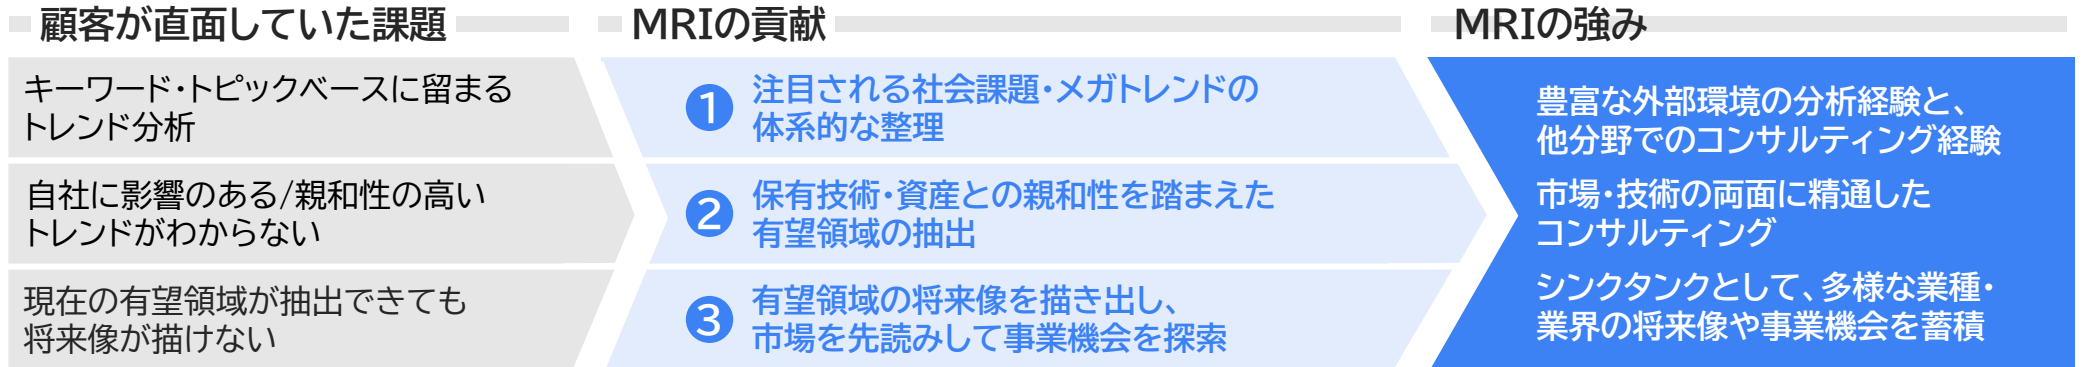 顧客が直面していた課題
MRIの貢献
MRIの強み
キーワード・トピックベースに留まる
トレンド分析
❶
注目される社会課題・メガトレンドの
体系的な整理
自社に影響のある/親和性の高い
トレンドがわからない
❷
保有技術・資産との親和性を踏まえた
有望領域の抽出
現在の有望領域が抽出できても
将来像が描けない
❸
有望領域の将来像を描き出し、
市場を先読みして事業機会を探索
豊富な外部環境の分析経験と、
他分野でのコンサルティング経験
市場・技術の両面に精通した
コンサルティング
シンクタンクとして、多様な業種・
業界の将来像や事業機会を蓄積